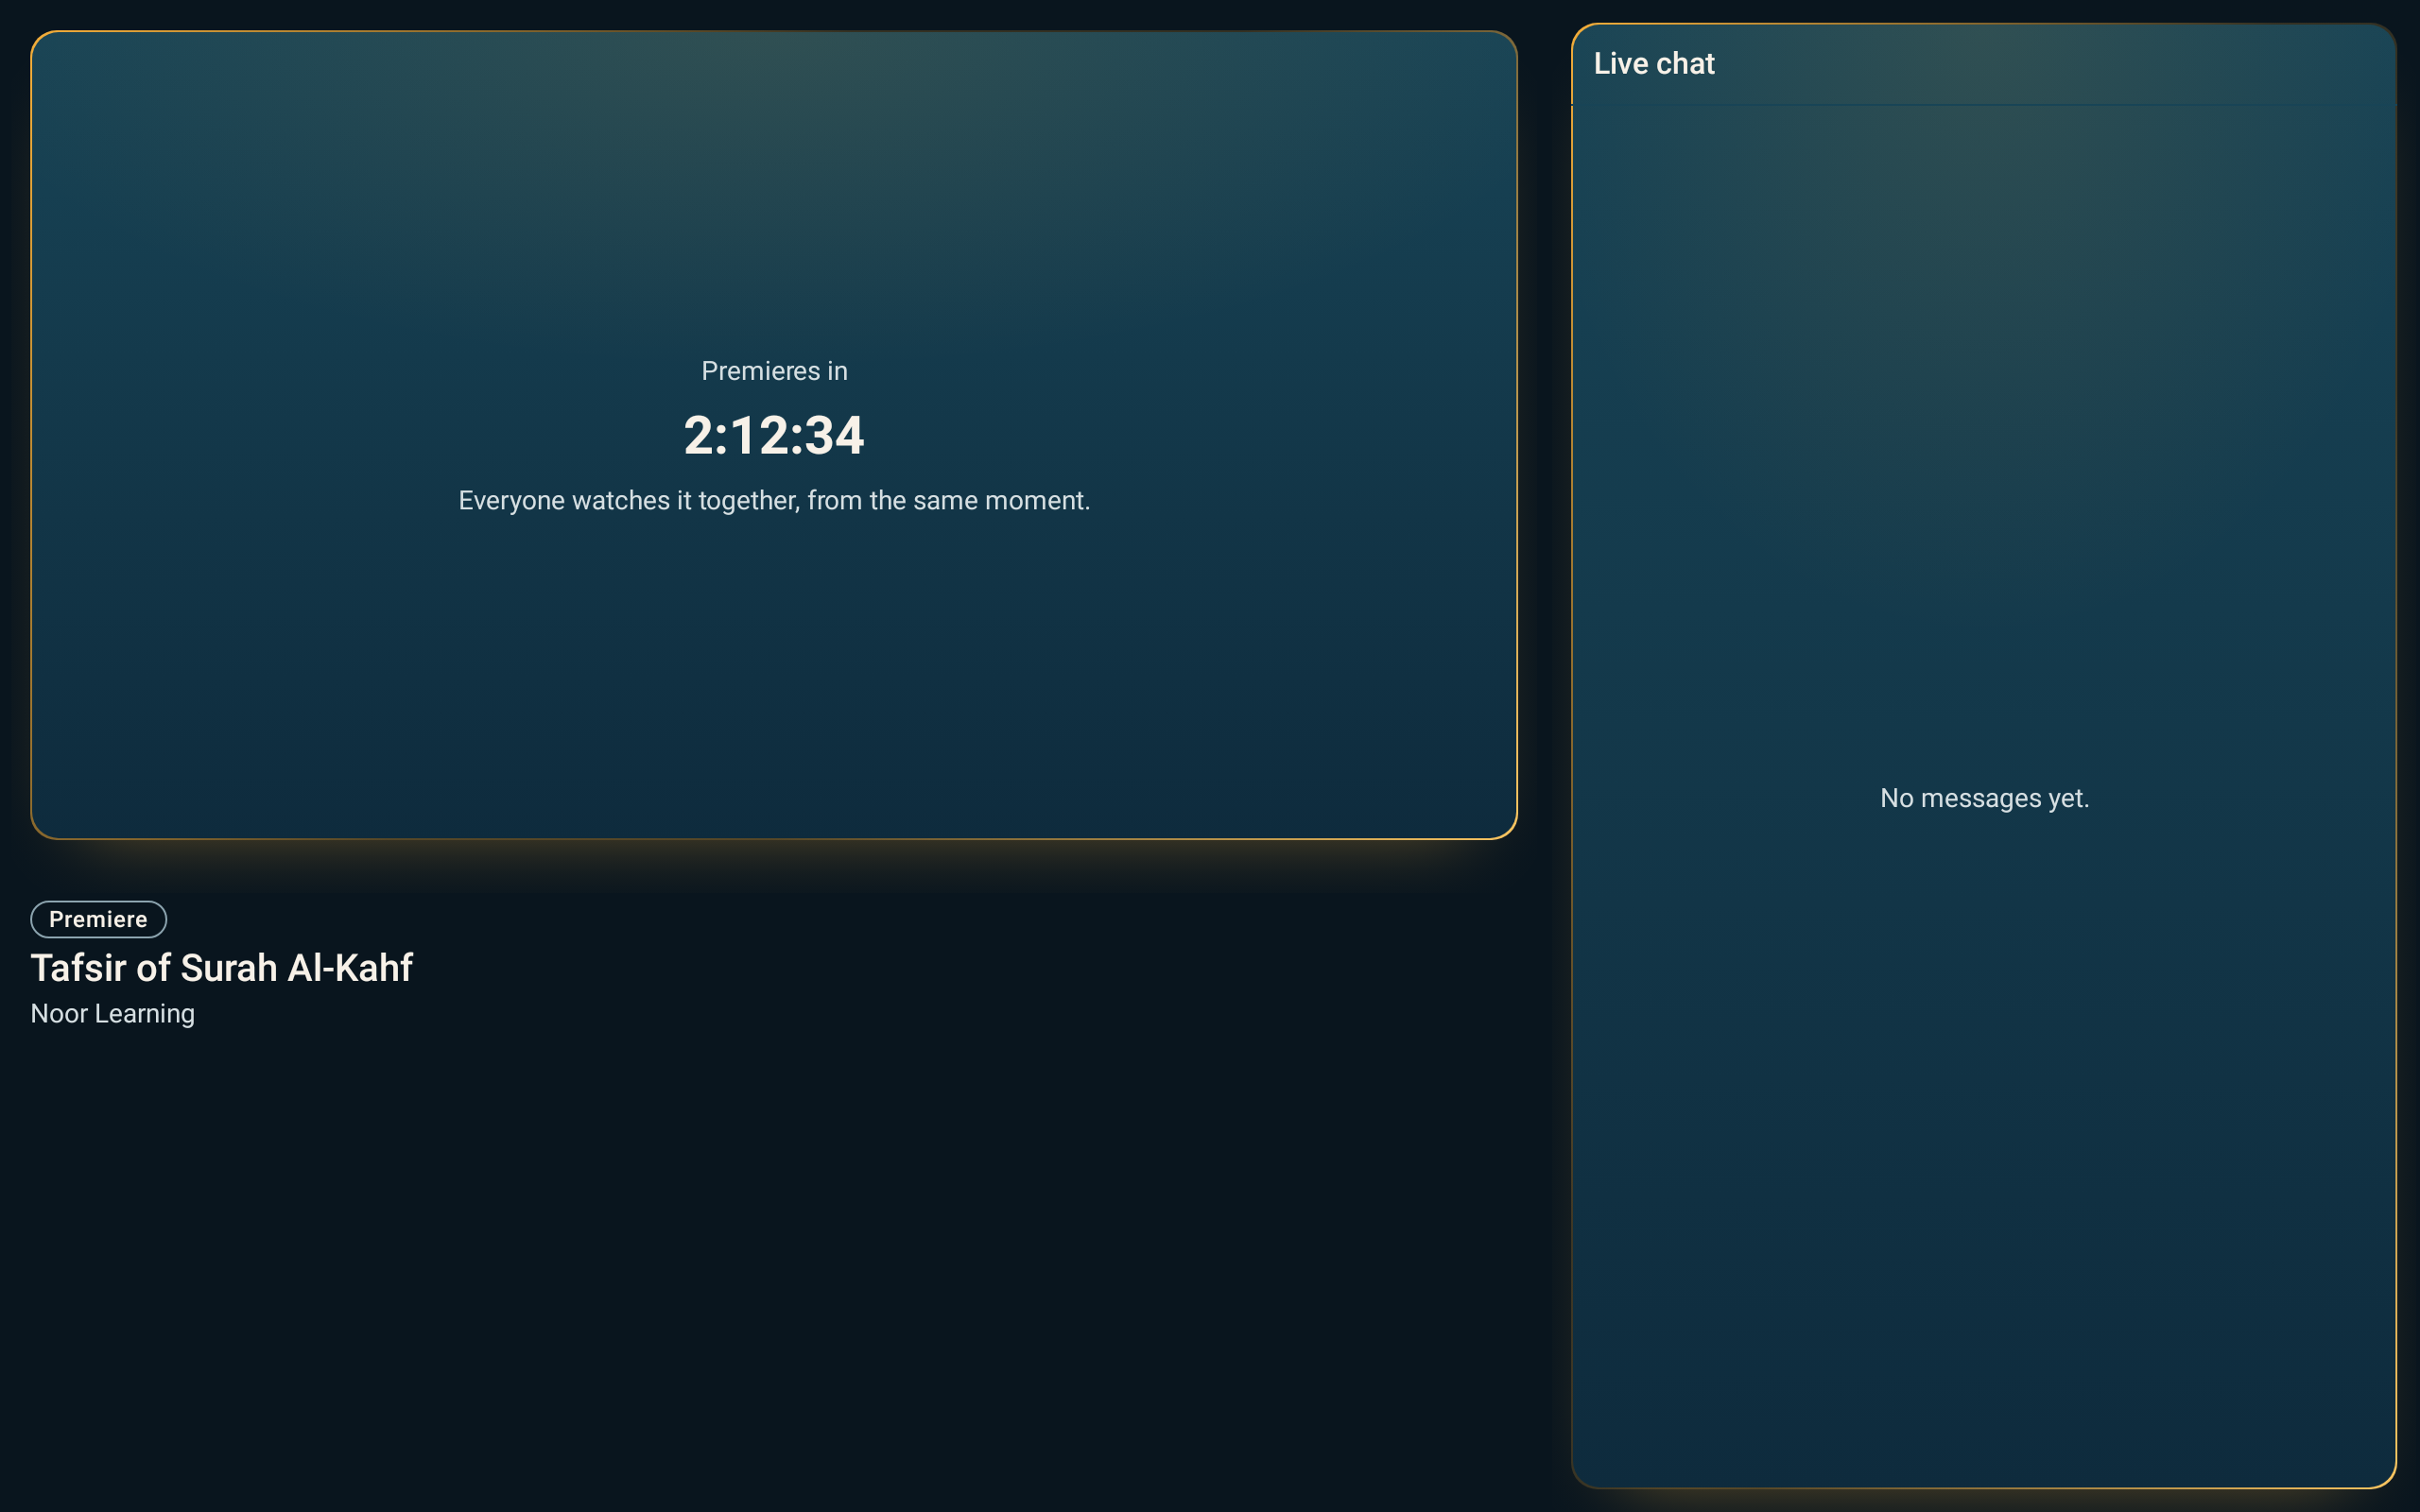 Premieres in
2:12:34
Everyone watches it together, from the same moment.
Premiere
Tafsir of Surah Al-Kahf
Noor Learning
Live chat
No messages yet.